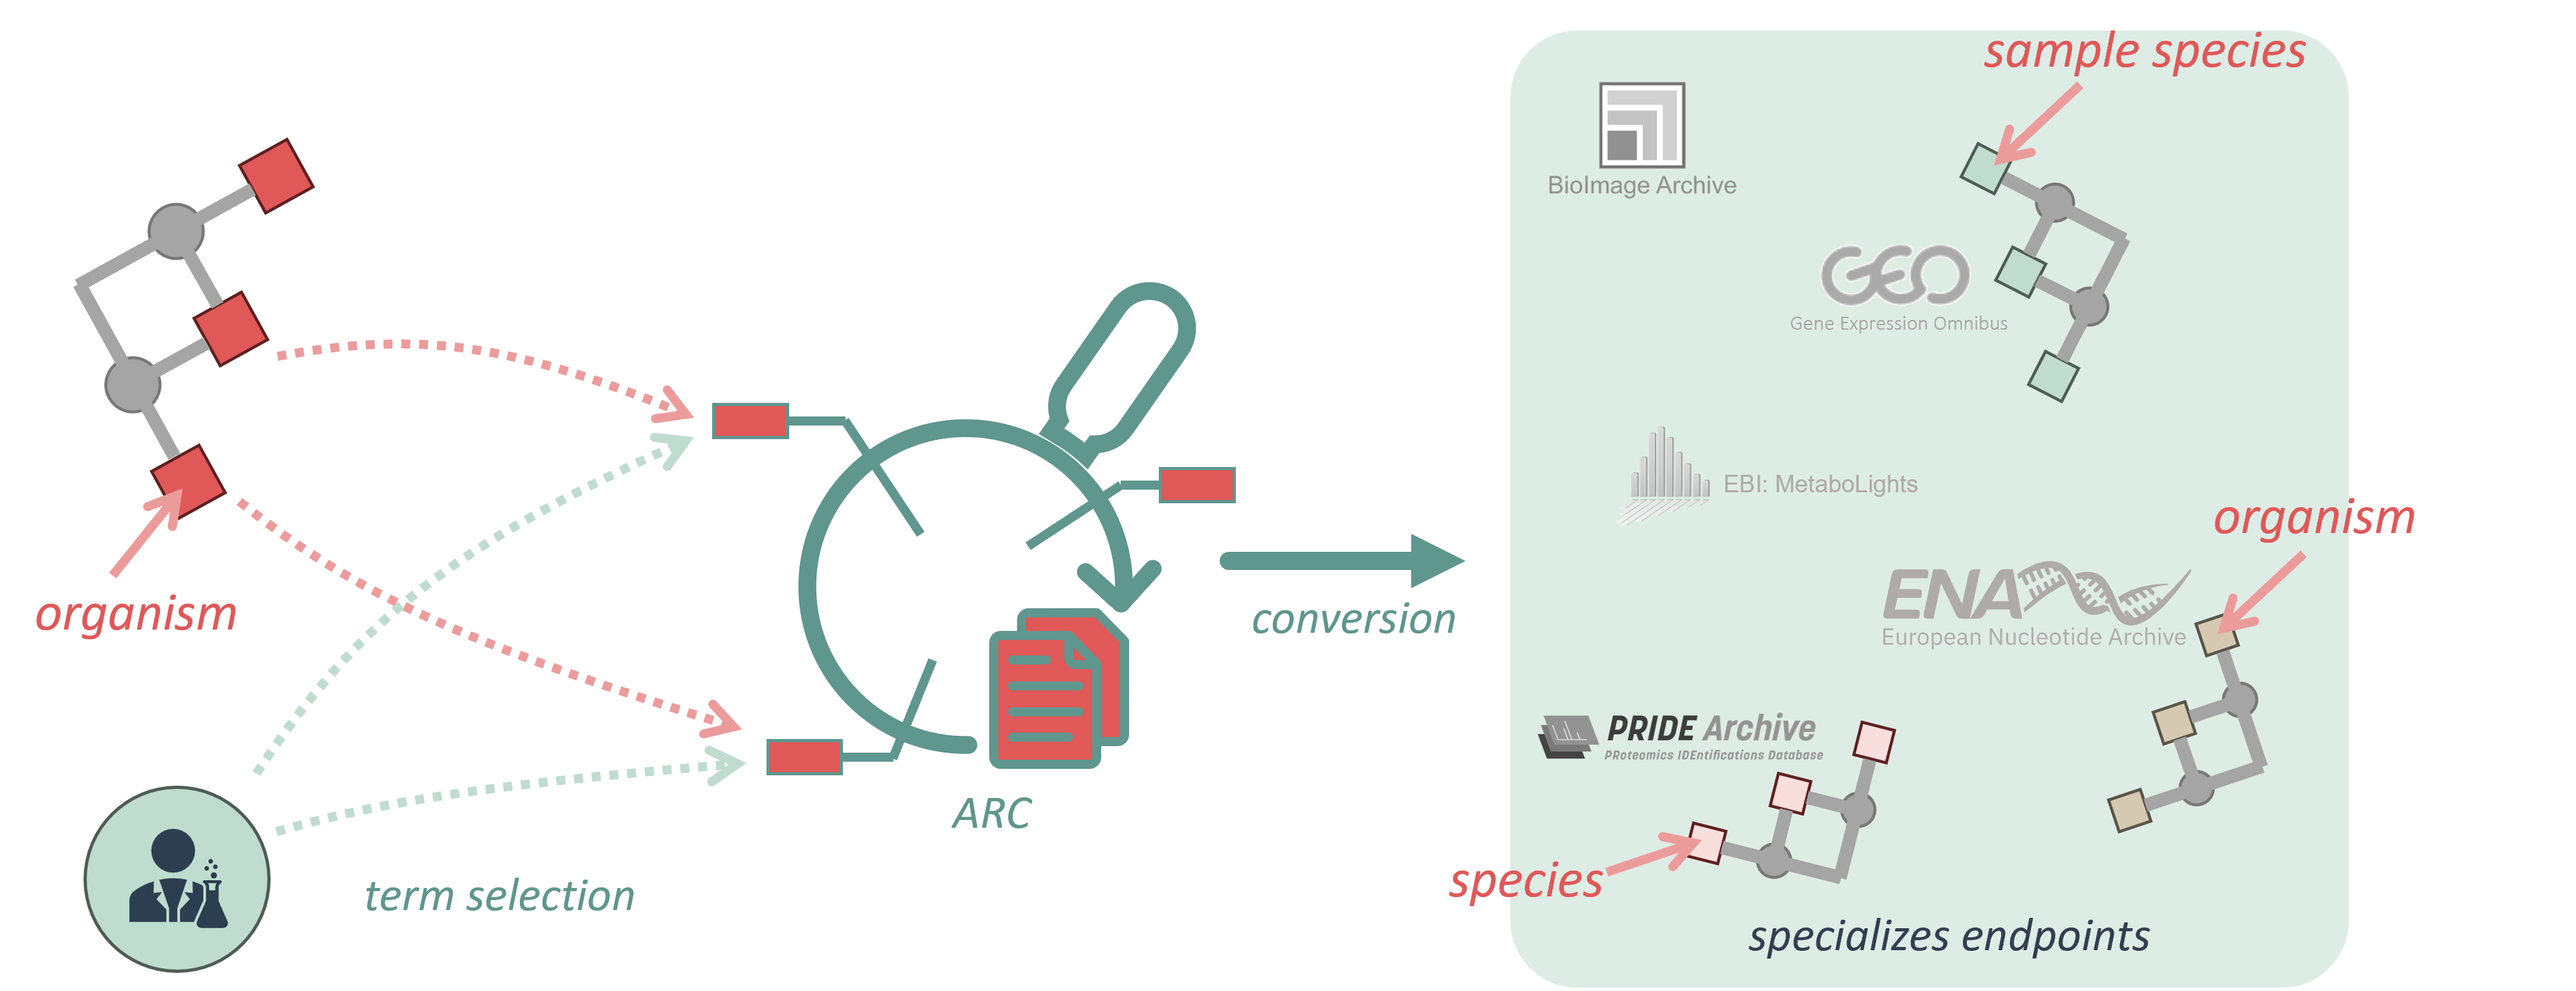 sample species
BioImage Archive
GEO
Gene Expression Omnibus
EBI: MetaboLights
organism
organism
conversion
ENA
European Nucleotide Archive
PRIDE Archive
PRoteomics IDEntifications Database
ARC
term selection
species
specializes endpoints